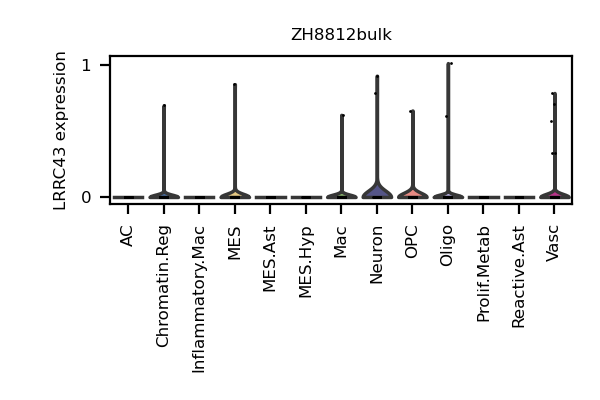 ZH8812bulk
LRRC43 expression
1
0
AC
Chromatin.Reg
Inflammatory.Mac
MES
MES.Ast
MES.Hyp
Mac
Neuron
OPC
Oligo
Prolif.Metab
Reactive.Ast
Vasc